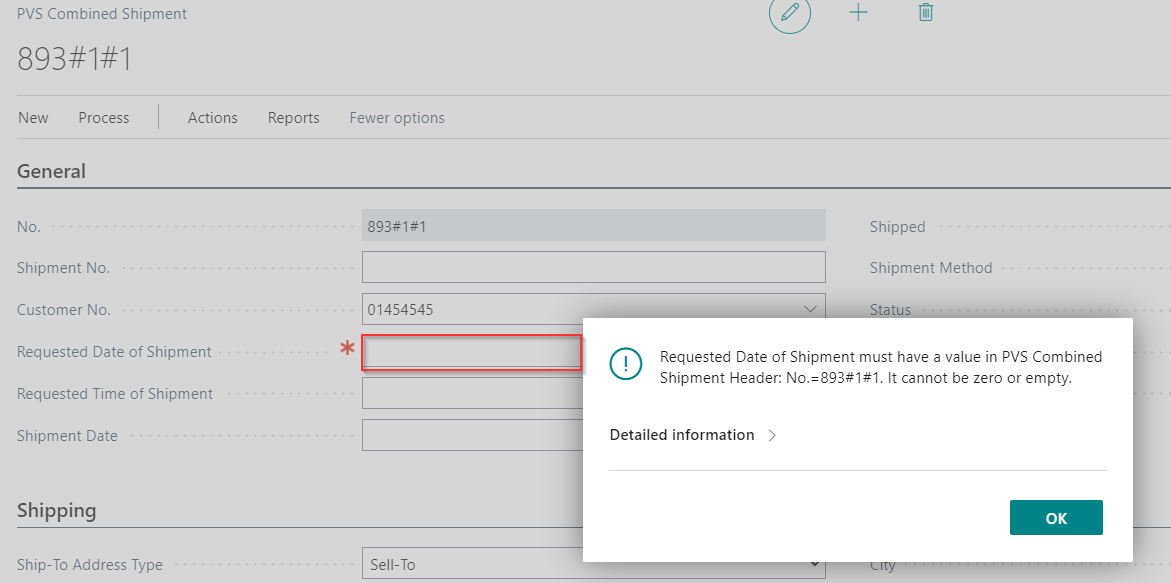 PVS Combined Shipment
893#1#1
New Process Actions Reports Fewer options
General
No. 893#1#1 Shipped
Shipment No. Shipment Method
Customer No. 01454545 Status
Requested Date of Shipment *
Requested Time of Shipment
Shipment Date
Requested Date of Shipment must have a value in PVS Combined
Shipment Header: No.=893#1#1. It cannot be zero or empty.
Detailed information
OK
Shipping
Ship-To Address Type Sell-To City